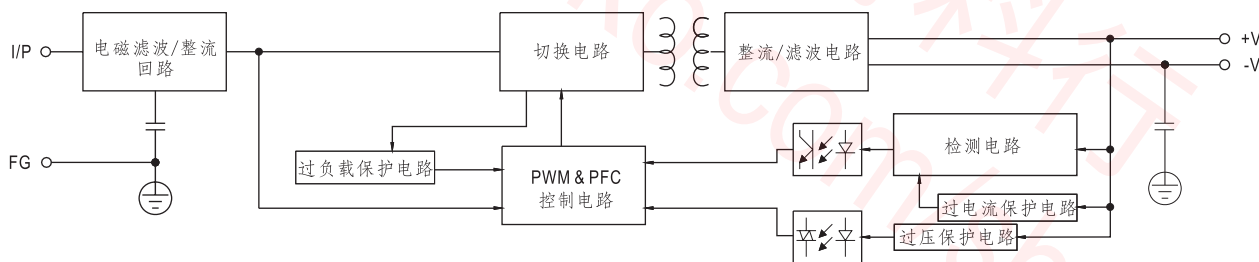 I/P
电磁滤波/整流
回路
切换电路
整流/滤波电路
+V
-V
FG
过负载保护电路
PWM & PFC
控制电路
检测电路
过电流保护电路
过压保护电路